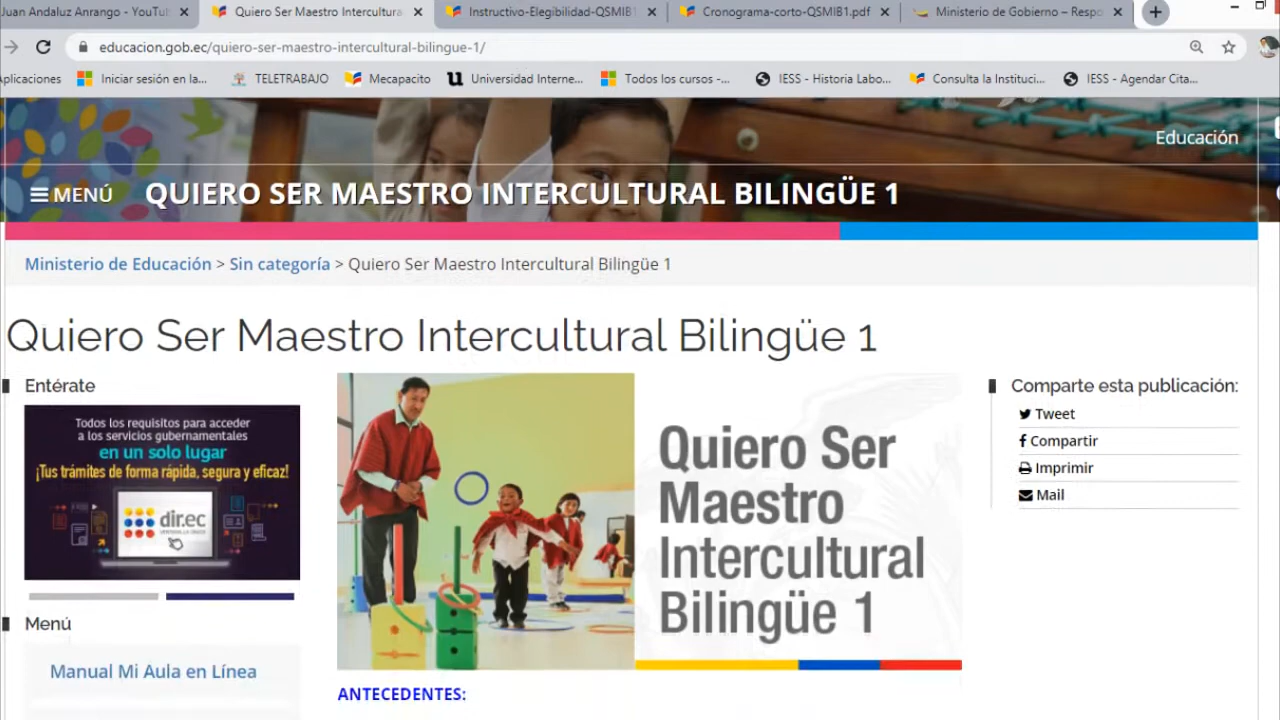 Juan Andaluz Anrango - YouTu
Quiero Ser Maestro Intercultura
Instructivo-Elegibilidad-QSMIB1
Cronograma-corto-QSMIB1.pdf
Ministerio de Gobierno – Respo
educacion.gob.ec/quiero-ser-maestro-intercultural-bilingue-1/
plicaciones
Iniciar sesión en la...
TELETRABAJO
Mecapacito
Universidad Interne...
Todos los cursos -...
IESS - Historia Labo...
Consulta la Instituci...
IESS - Agendar Cita...
Educación
MENÚ
QUIERO SER MAESTRO INTERCULTURAL BILINGÜE 1
Ministerio de Educación > Sin categoría > Quiero Ser Maestro Intercultural Bilingüe 1
Quiero Ser Maestro Intercultural Bilingüe 1
Entérate
Todos los requisitos para acceder
a los servicios gubernamentales
en un solo lugar
¡Tus trámites de forma rápida, segura y eficaz!
dir.ec
Menú
Manual Mi Aula en Línea
Quiero Ser
Maestro
Intercultural
Bilingüe 1
ANTECEDENTES:
Comparte esta publicación:
Tweet
Compartir
Imprimir
Mail